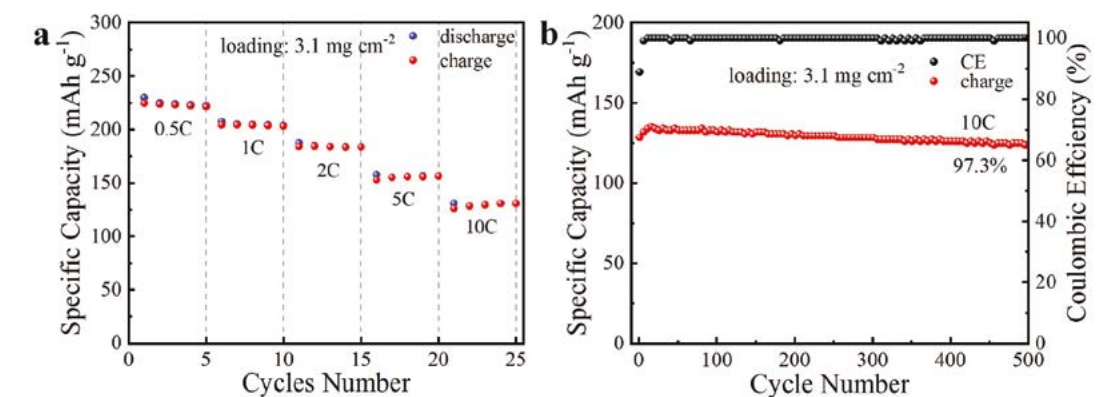 a
Specific Capacity (mAh g⁻¹)
300
250
200
150
100
50
0
loading: 3.1 mg cm⁻²
discharge
charge
0.5C
1C
2C
5C
10C
0 5 10 15 20 25
Cycles Number
b
Specific Capacity (mAh g⁻¹)
200
150
100
50
0
CE
loading: 3.1 mg cm⁻²
charge
10C
97.3%
100
80
60
40
20
0
Coulombic Effciency (%)
0 100 200 300 400 500
Cycle Number